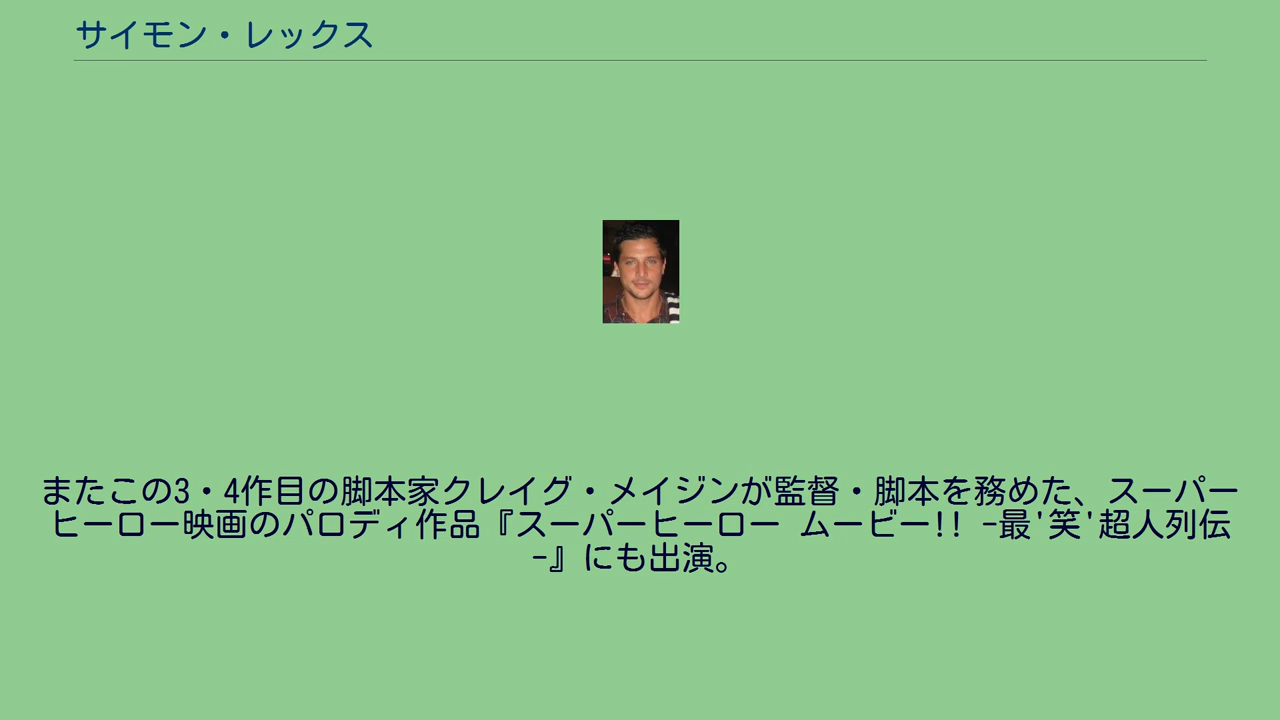 サイモン・レックス
またこの3・4作目の脚本家クレイグ・メイジンが監督・脚本を務めた、スーパー
ヒーロー映画のパロディ作品『スーパーヒーロー ムービー!! -最'笑'超人列伝
-』にも出演。